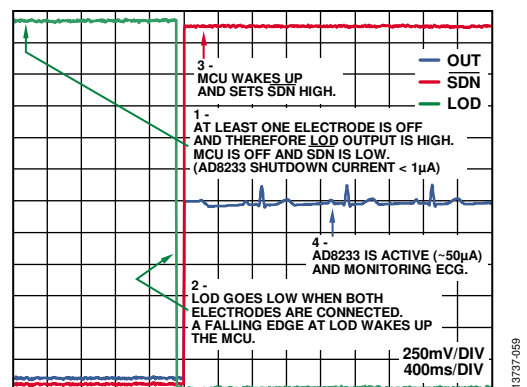 3 -
MCU WAKES UP
AND SETS SDN HIGH.
OUT
SDN
LOD
1 -
AT LEAST ONE ELECTRODE IS OFF
AND THEREFORE LOD OUTPUT IS HIGH.
MCU IS OFF AND SDN IS LOW.
(AD8233 SHUTDOWN CURRENT < 1µA)
4 -
AD8233 IS ACTIVE (~50µA)
AND MONITORING ECG.
2 -
LOD GOES LOW WHEN BOTH
ELECTRODES ARE CONNECTED.
A FALLING EDGE AT LOD WAKES UP
THE MCU.
250mV/DIV
400ms/DIV
13737-059